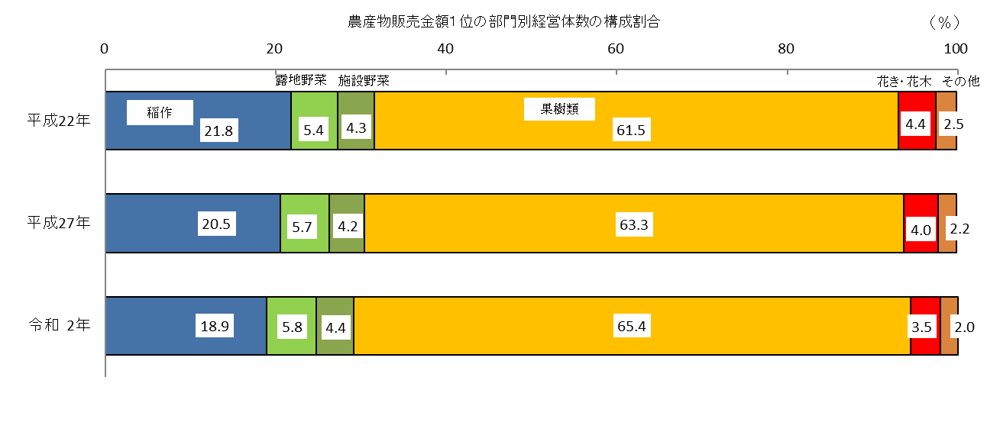 農産物販売金額1位の部門別経営体数の構成割合
(%)
0 20 40 60 80 100
露地野菜 施設野菜 花き・花木 その他
稲作 果樹類
平成22年 21.8 5.4 4.3 61.5 4.4 2.5
平成27年 20.5 5.7 4.2 63.3 4.0 2.2
令和 2年 18.9 5.8 4.4 65.4 3.5 2.0